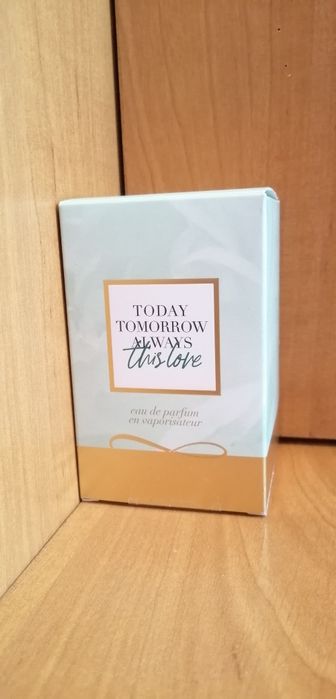 TODAY
TOMORROW
ALWAYS
this love
eau de parfum
en vaporisateur